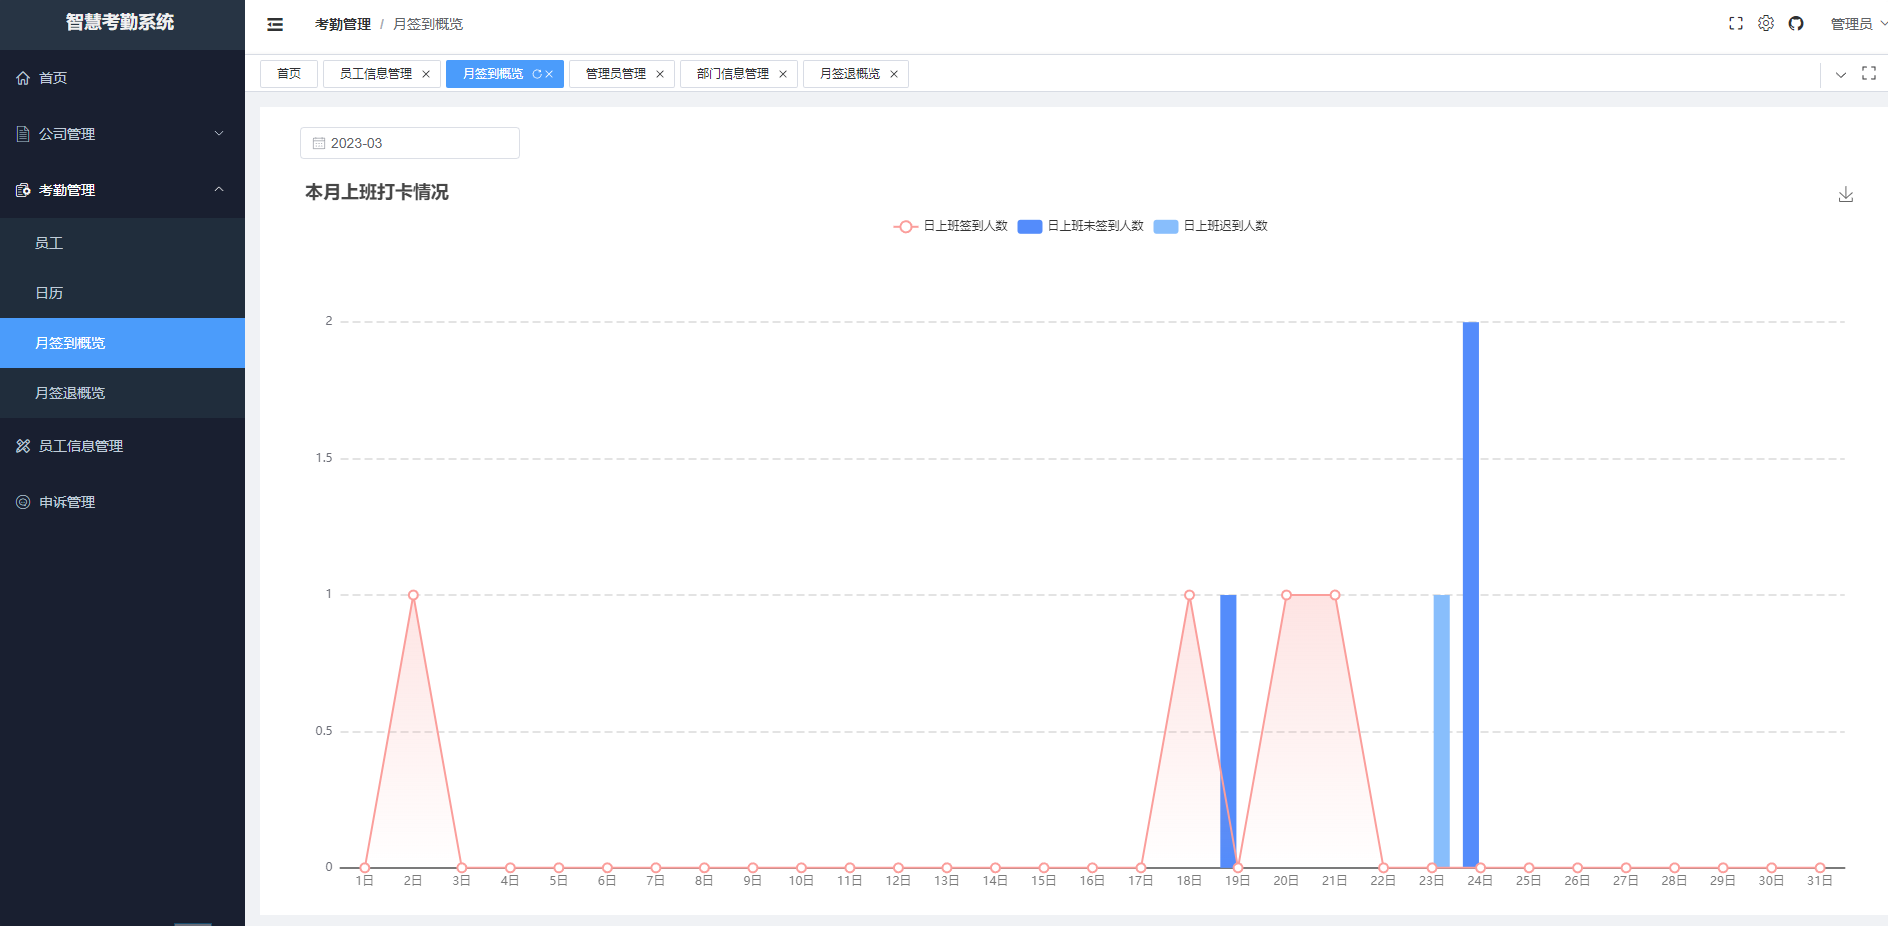 智慧考勤系统
首页
公司管理
考勤管理
员工
日历
月签到概览
月签退概览
员工信息管理
申诉管理
考勤管理 / 月签到概览
管理员
首页
员工信息管理
月签到概览
管理员管理
部门信息管理
月签退概览
2023-03
本月上班打卡情况
日上班签到人数
日上班未签到人数
日上班迟到人数
2
1.5
1
0.5
0
1日 2日 3日 4日 5日 6日 7日 8日 9日 10日 11日 12日 13日 14日 15日 16日 17日 18日 19日 20日 21日 22日 23日 24日 25日 26日 27日 28日 29日 30日 31日